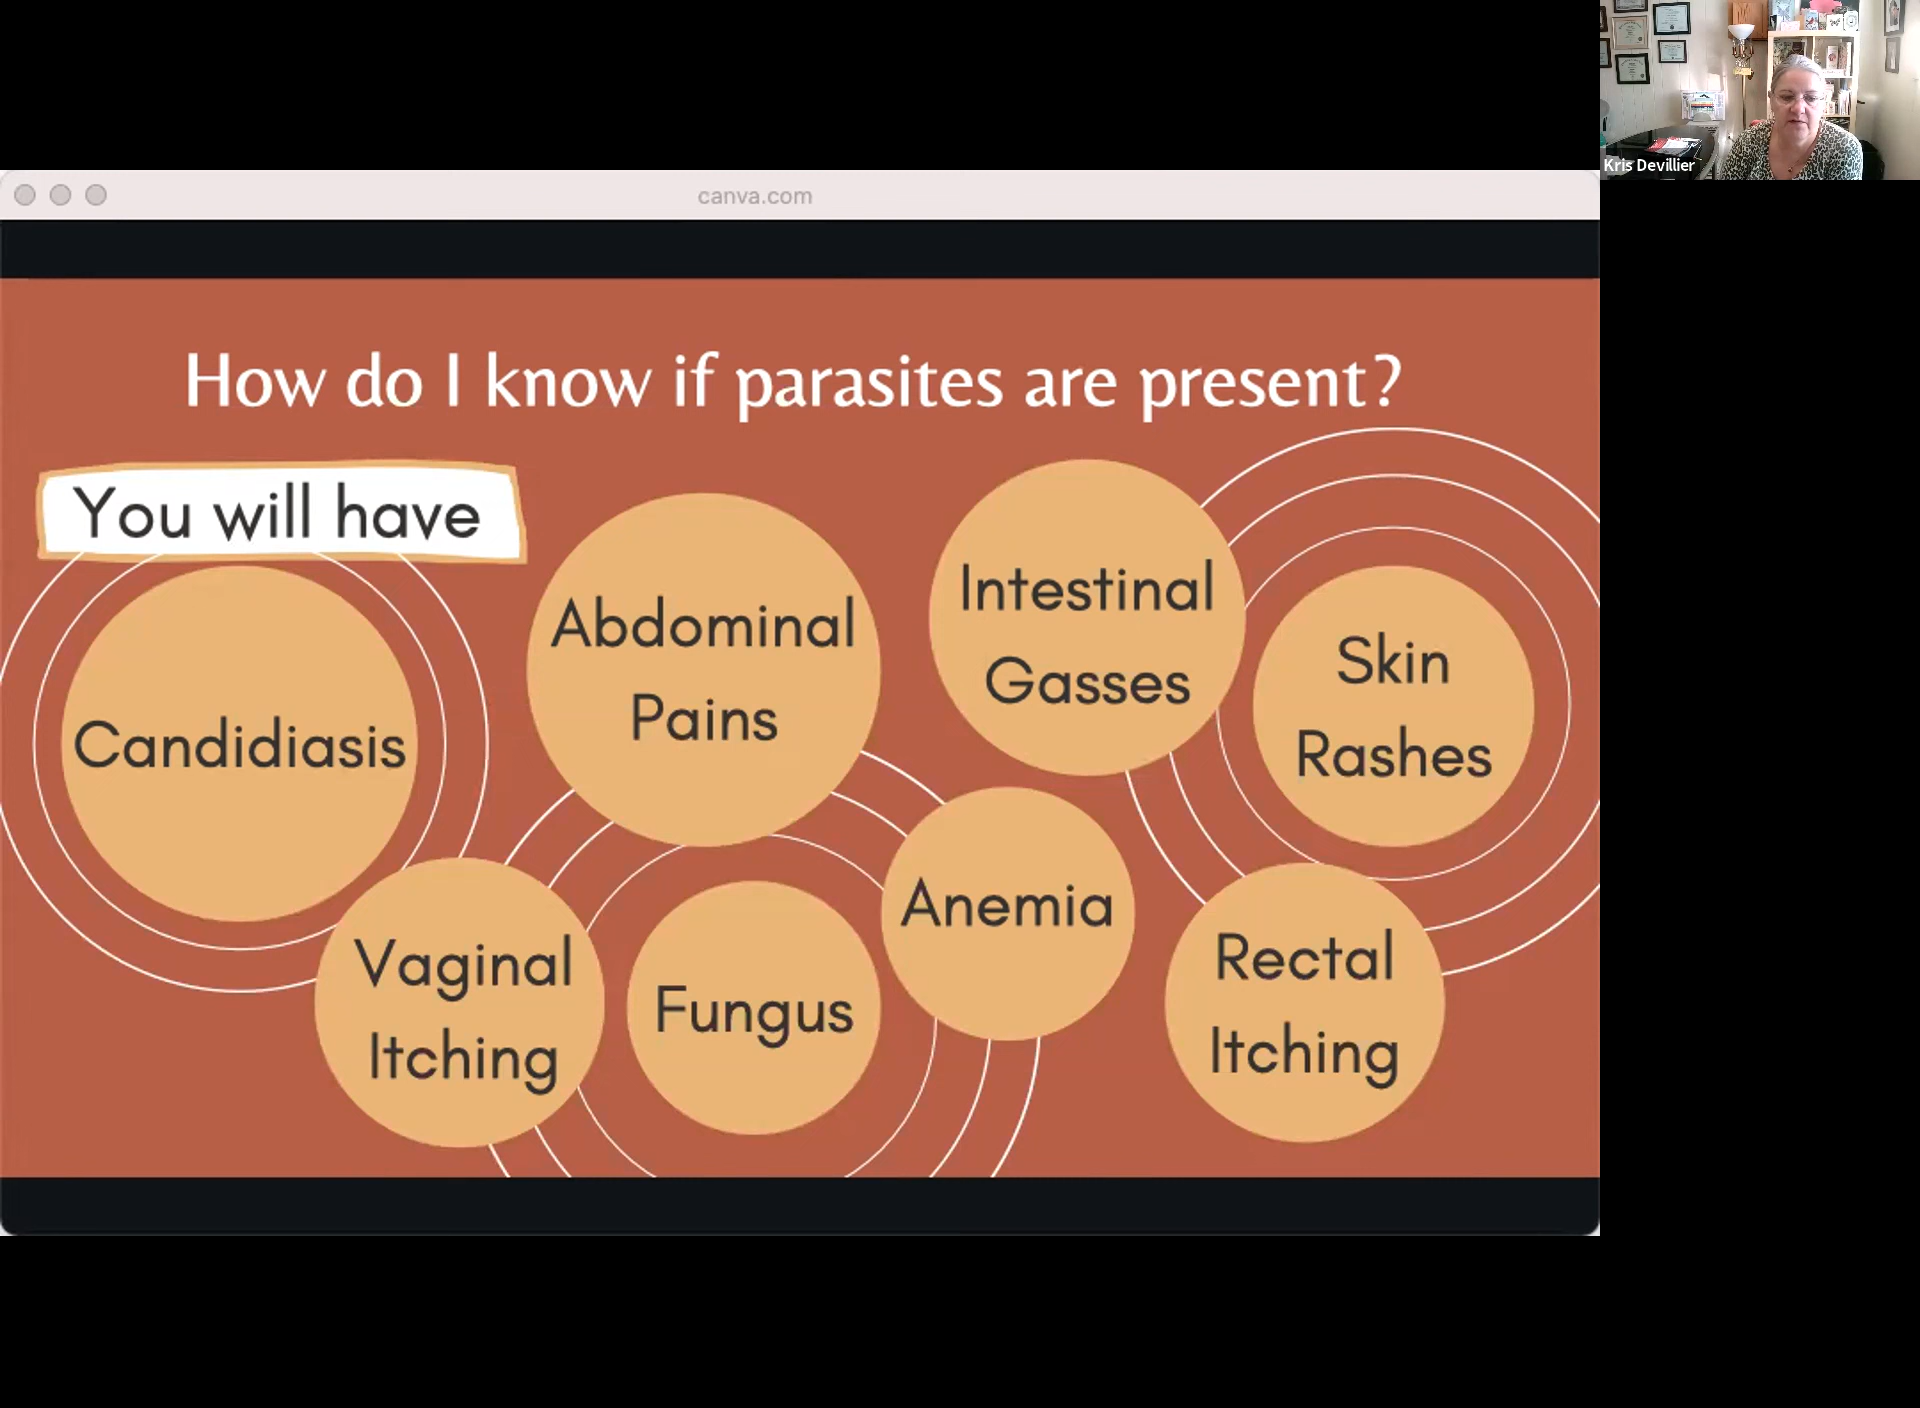 Kris Devillier
canva.com
How do I know if parasites are present?
You will have
Candidiasis
Abdominal
Pains
Intestinal
Gasses
Skin
Rashes
Vaginal
Itching
Fungus
Anemia
Rectal
Itching